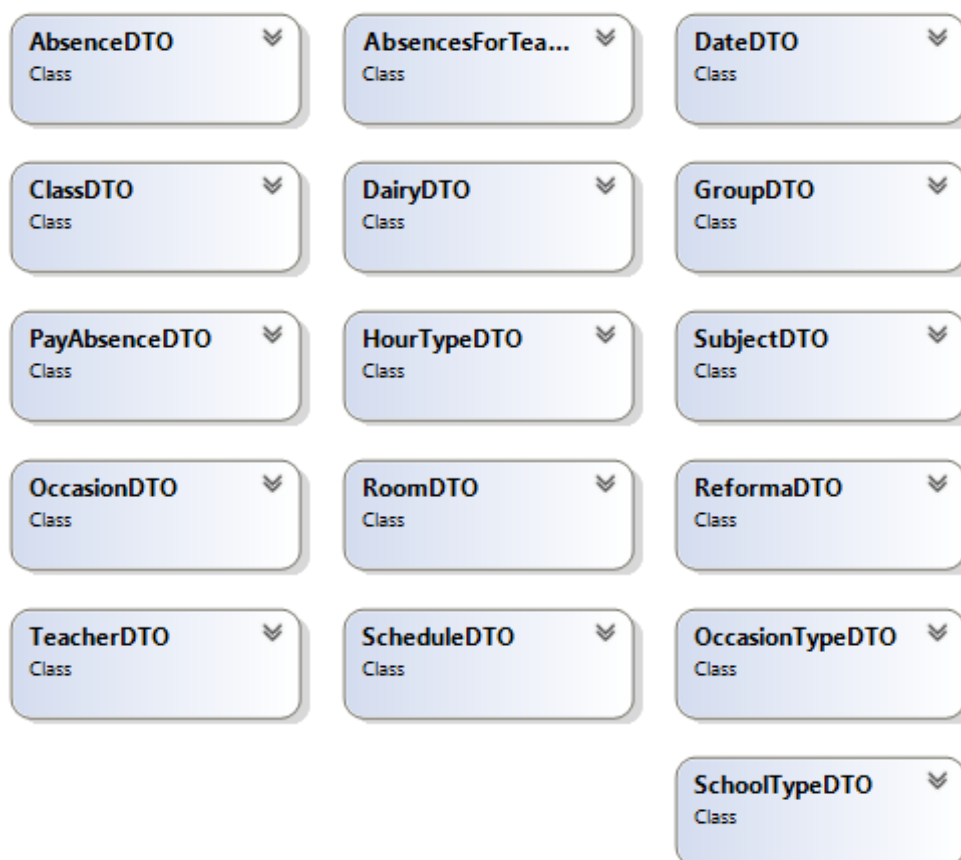 AbsenceDTO
Class
AbsencesForTea...
Class
DateDTO
Class
ClassDTO
Class
DairyDTO
Class
GroupDTO
Class
PayAbsenceDTO
Class
HourTypeDTO
Class
SubjectDTO
Class
OccasionDTO
Class
RoomDTO
Class
ReformaDTO
Class
TeacherDTO
Class
ScheduleDTO
Class
OccasionTypeDTO
Class
SchoolTypeDTO
Class